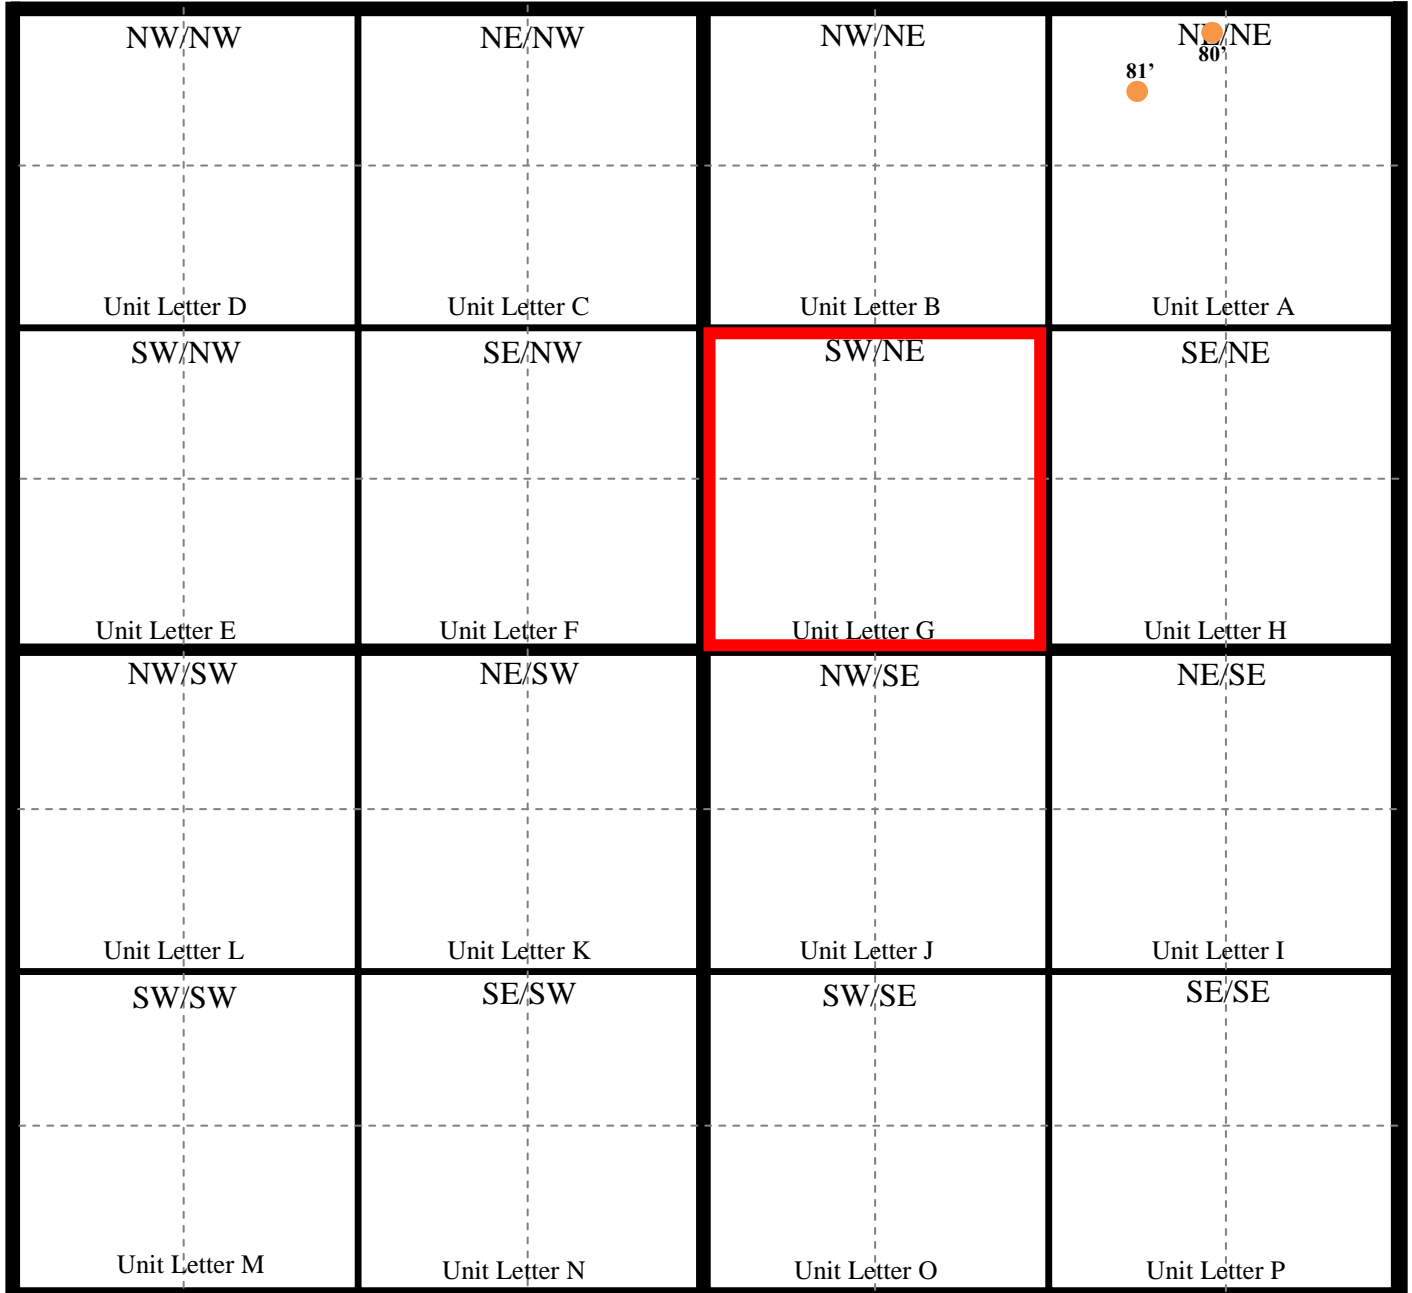 NW/NW
NE/NW
NW/NE
NE/NE
80’
81’
Unit Letter D
Unit Letter C
Unit Letter B
Unit Letter A
SW/NW
SE/NW
SW/NE
SE/NE
Unit Letter E
Unit Letter F
Unit Letter G
Unit Letter H
NW/SW
NE/SW
NW/SE
NE/SE
Unit Letter L
Unit Letter K
Unit Letter J
Unit Letter I
SW/SW
SE/SW
SW/SE
SE/SE
Unit Letter M
Unit Letter N
Unit Letter O
Unit Letter P